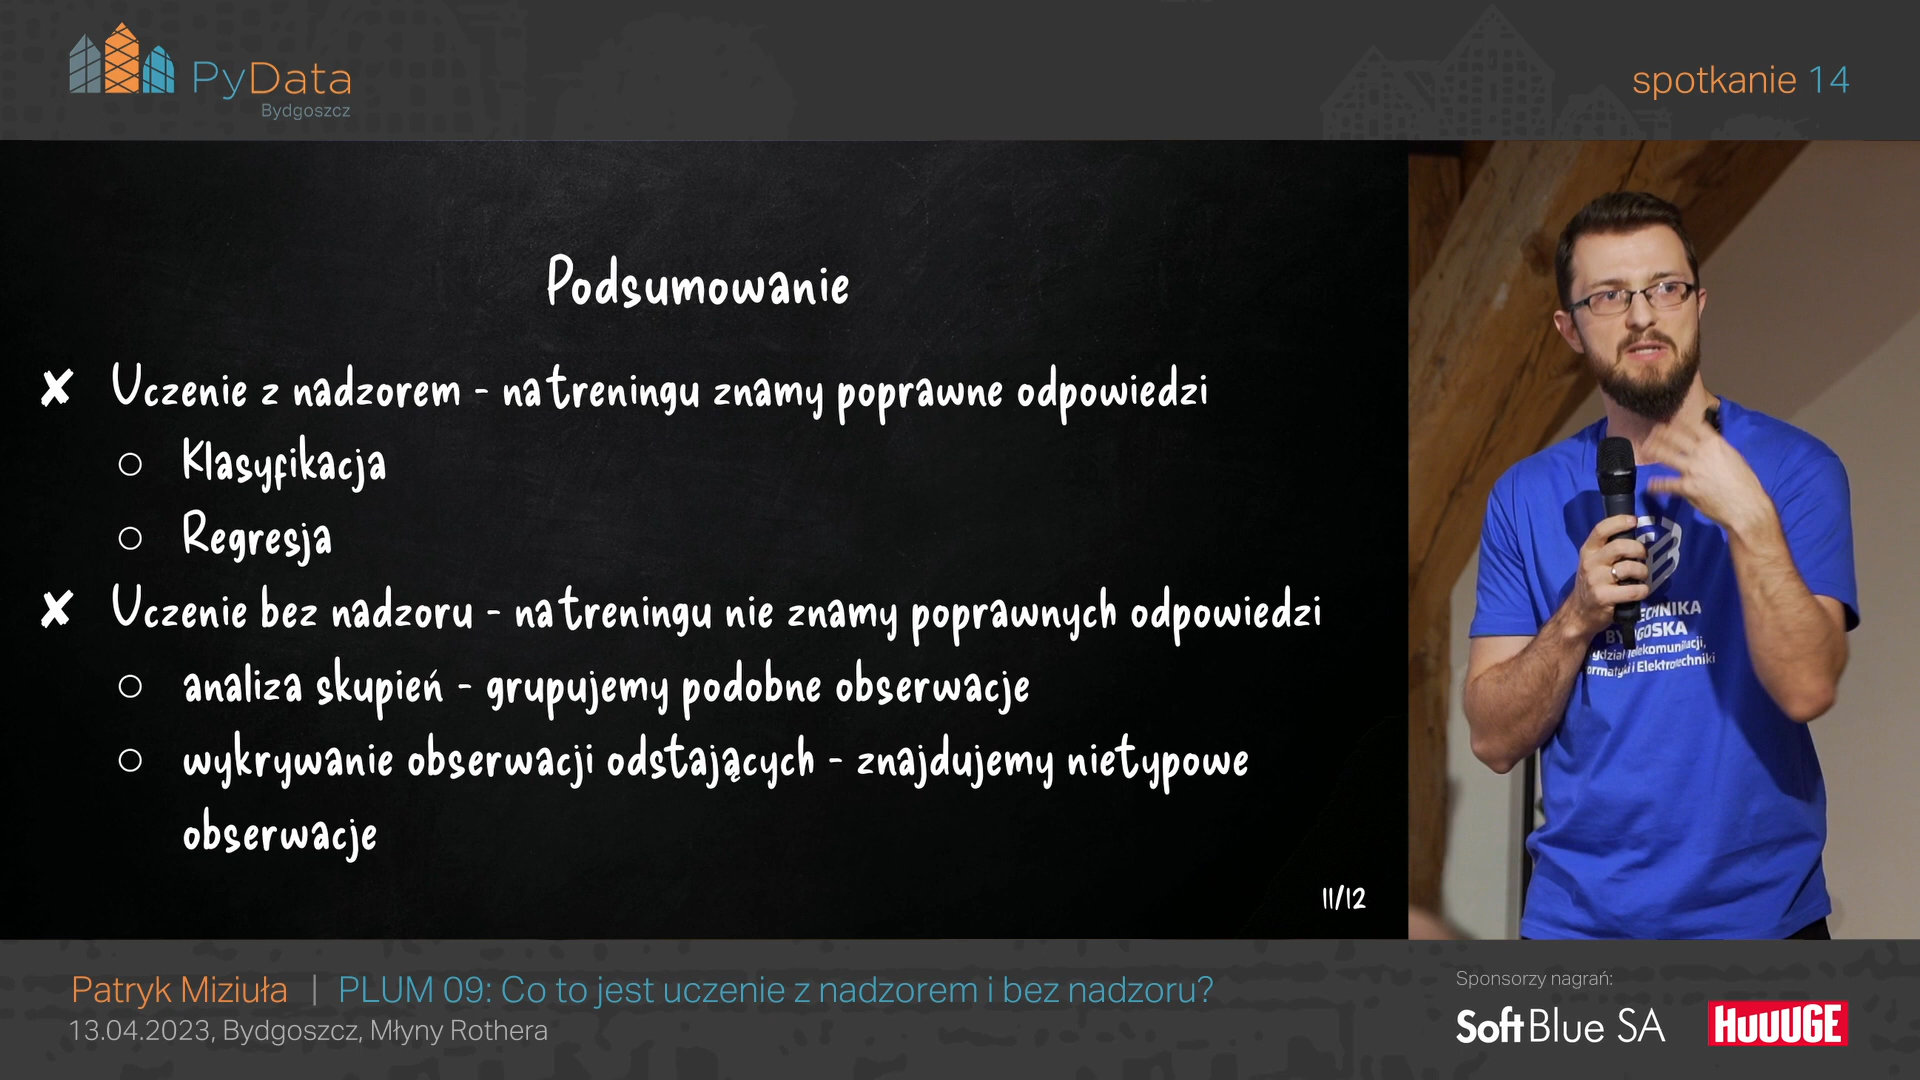 PyData
Bydgoszcz
spotkanie 14
Podsumowanie
✘ Uczenie z nadzorem - na treningu znamy poprawne odpowiedzi
○ Klasyfikacja
○ Regresja
✘ Uczenie bez nadzoru - na treningu nie znamy poprawnych odpowiedzi
○ analiza skupień - grupujemy podobne obserwacje
○ wykrywanie obserwacji odstających - znajdujemy nietypowe
obserwacje
11/12
Patryk Miziuła | PLUM 09: Co to jest uczenie z nadzorem i bez nadzoru?
13.04.2023, Bydgoszcz, Młyny Rothera
Sponsorzy nagrań:
SoftBlue SA
HUUUGE
i Elektrotechniki